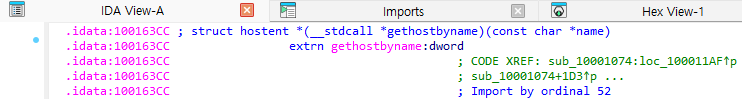 IDA View-A Imports Hex View-1
.idata:100163CC ; struct hostent *(__stdcall *gethostbyname)(const char *name)
.idata:100163CC extrn gethostbyname:dword
.idata:100163CC ; CODE XREF: sub_10001074:loc_100011AF↑p
.idata:100163CC ; sub_10001074+1D3↑p ...
.idata:100163CC ; Import by ordinal 52